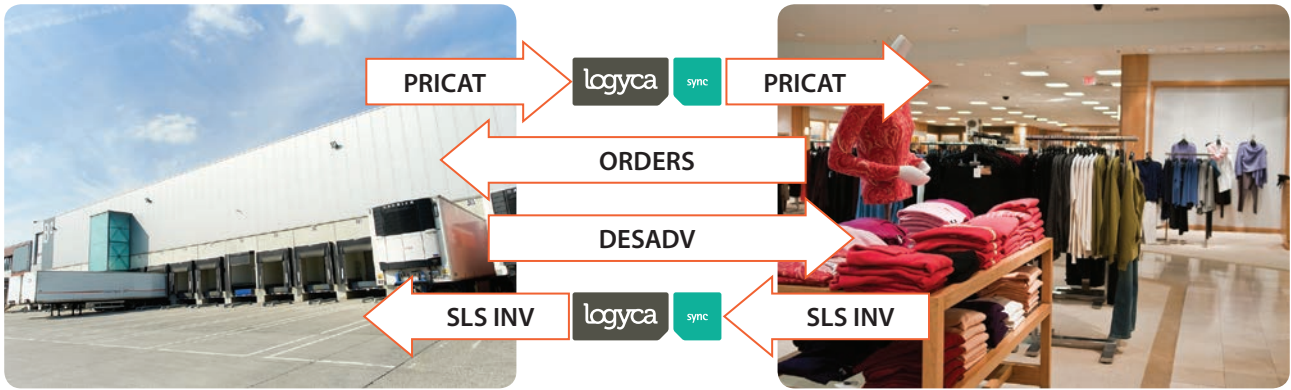 PRICAT logyca sync PRICAT
ORDERS
DESADV
SLS INV logyca sync SLS INV